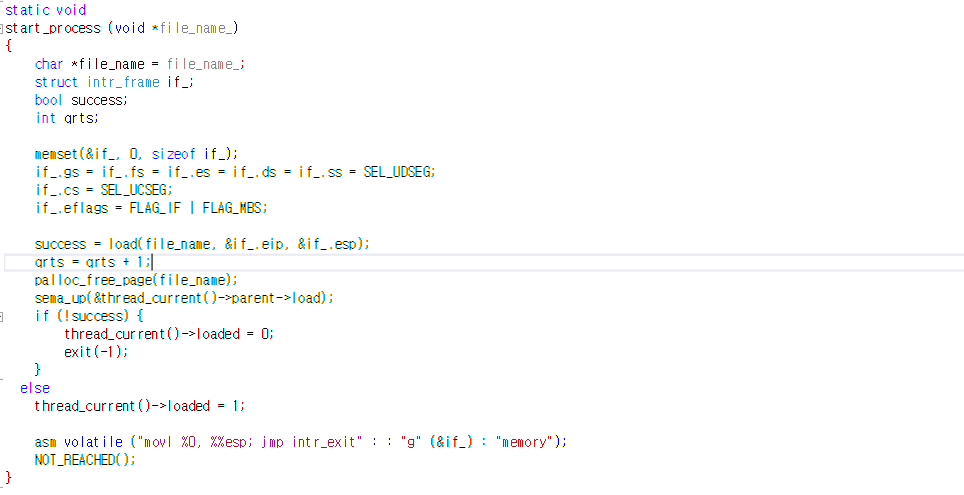 static void
start_process (void *file_name_)
{
    char *file_name = file_name_;
    struct intr_frame if_;
    bool success;
    int qrts;
    memset(&if_, 0, sizeof if_);
    if_.gs = if_.fs = if_.es = if_.ds = if_.ss = SEL_UDSEG;
    if_.cs = SEL_UCSEG;
    if_.eflags = FLAG_IF | FLAG_MBS;
    success = load(file_name, &if_.eip, &if_.esp);
    qrts = qrts + 1;
    palloc_free_page(file_name);
    sema_up(&thread_current()->parent->load);
    if (!success) {
        thread_current()->loaded = 0;
        exit(-1);
    }
  else
    thread_current()->loaded = 1;
    asm volatile ("movl %0, %%esp; jmp intr_exit" : : "g" (&if_) : "memory");
    NOT_REACHED();
}